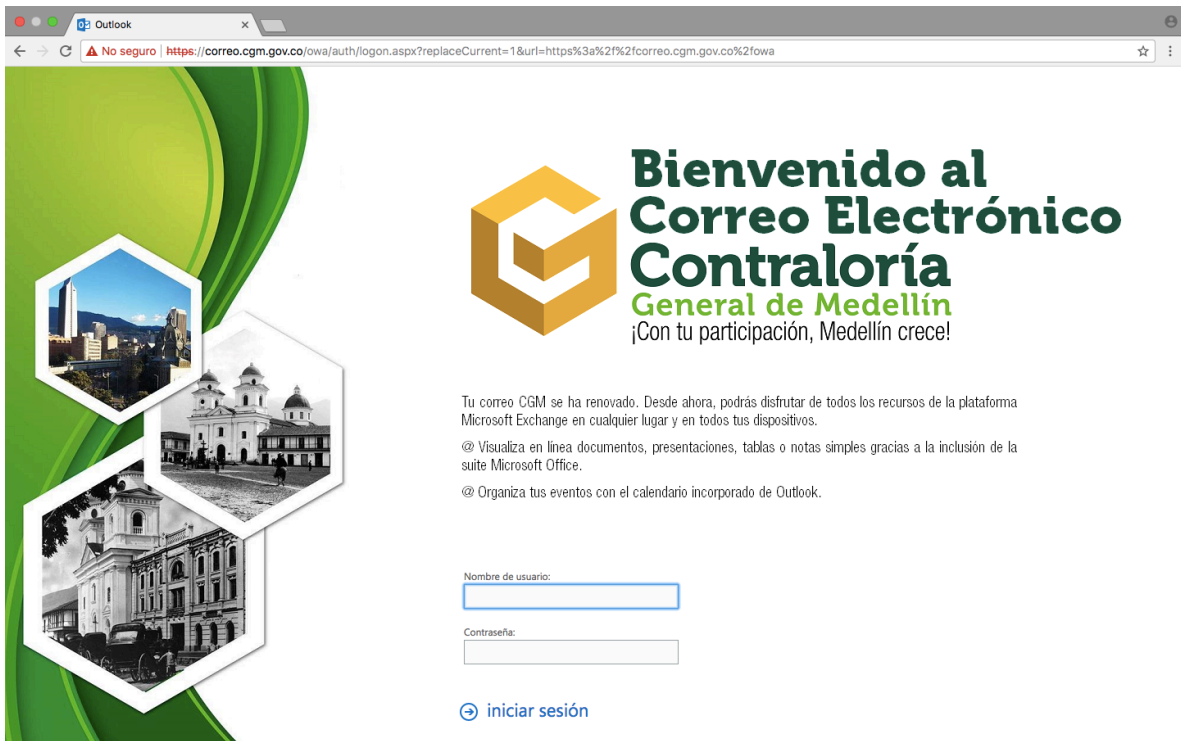 Outlook
No seguro | https://correo.cgm.gov.co/owa/auth/logon.aspx?replaceCurrent=1&url=https%3a%2f%2fcorreo.cgm.gov.co%2fowa
Bienvenido al
Correo Electrónico
Contraloría
General de Medellín
¡Con tu participación, Medellín crece!
Tu correo CGM se ha renovado. Desde ahora, podrás disfrutar de todos los recursos de la plataforma
Microsoft Exchange en cualquier lugar y en todos tus dispositivos.
@ Visualiza en línea documentos, presentaciones, tablas o notas simples gracias a la inclusión de la
suite Microsoft Office.
@ Organiza tus eventos con el calendario incorporado de Outlook.
Nombre de usuario:
Contraseña:
iniciar sesión